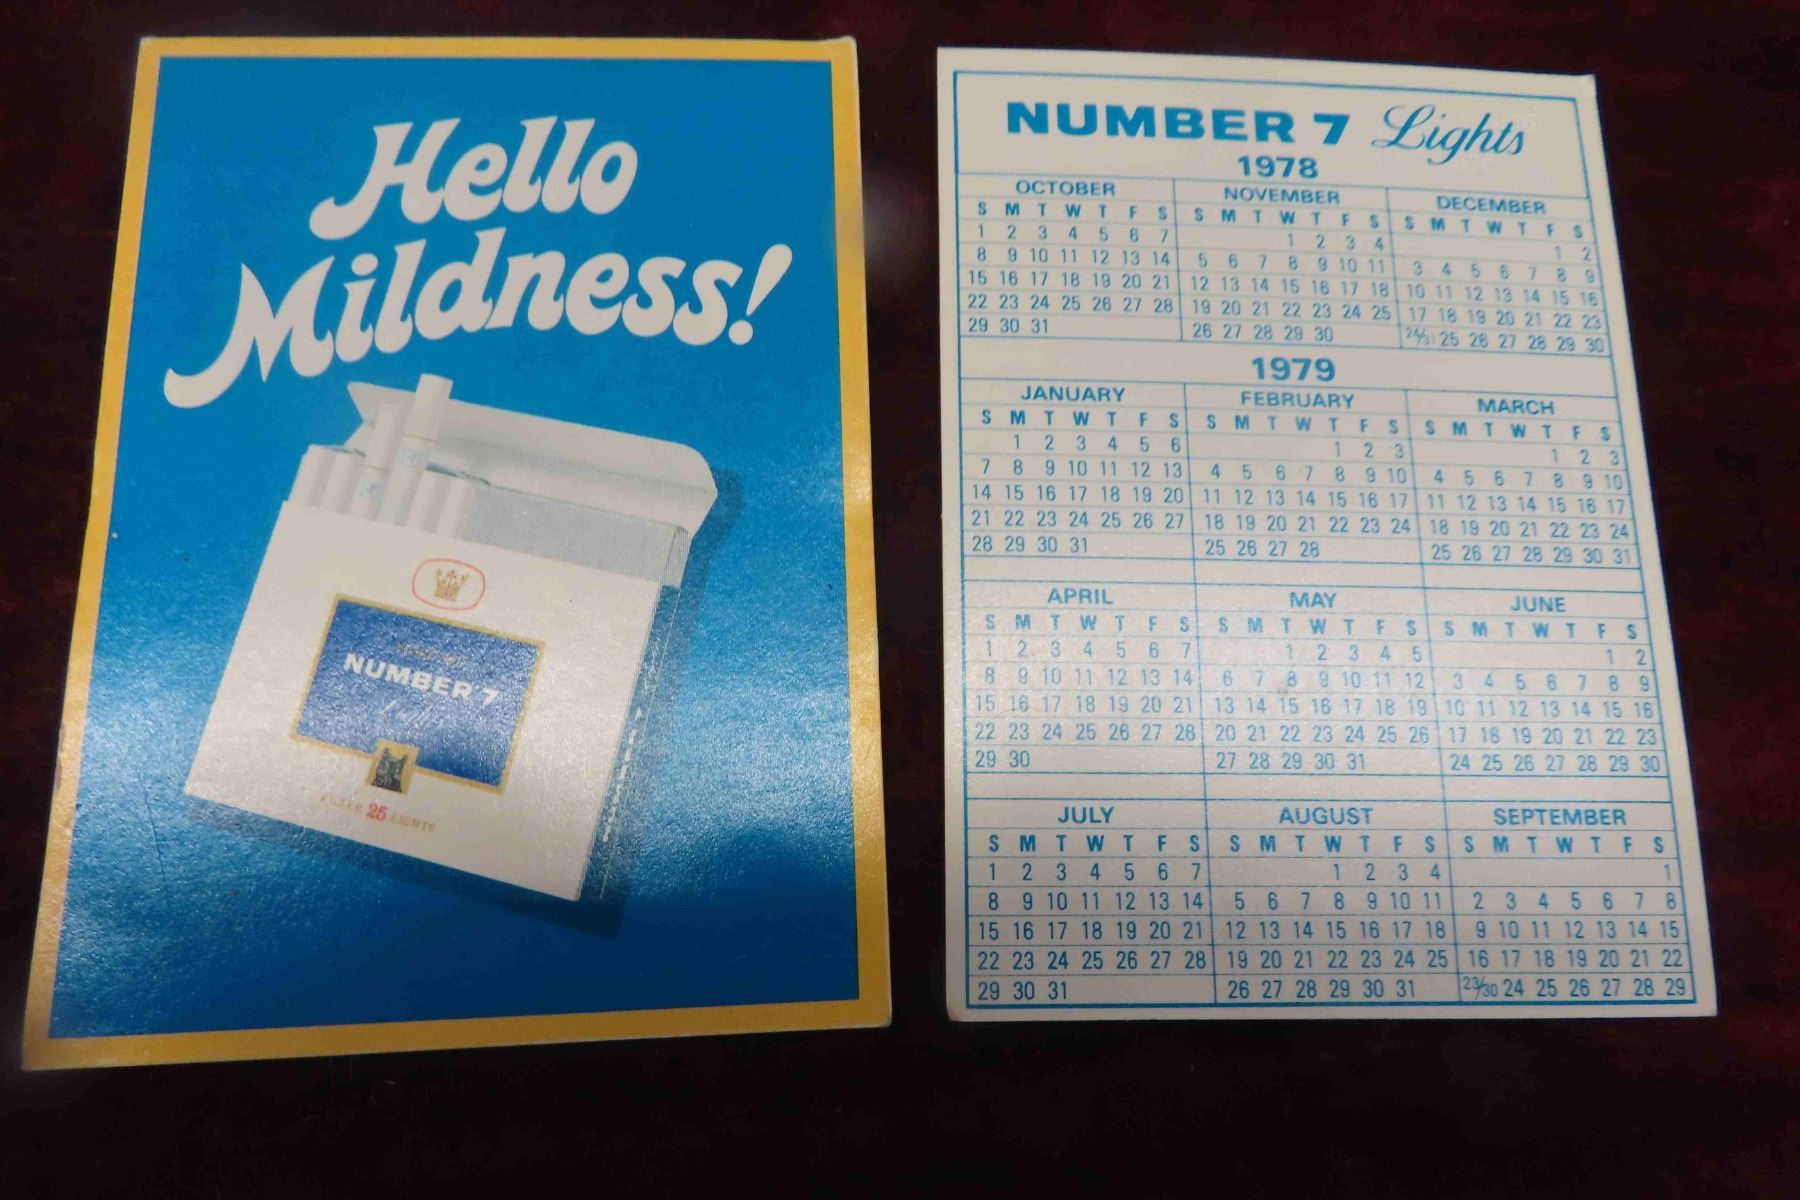 Hello
Mildness!
NUMBER 7
Lights
FILTER 25 LIGHTS
NUMBER 7 Lights
1978
OCTOBER
S M T W T F S
1 2 3 4 5 6 7
8 9 10 11 12 13 14
15 16 17 18 19 20 21
22 23 24 25 26 27 28
29 30 31
NOVEMBER
S M T W T F S
1 2 3 4
5 6 7 8 9 10 11
12 13 14 15 16 17 18
19 20 21 22 23 24 25
26 27 28 29 30
DECEMBER
S M T W T F S
1 2
3 4 5 6 7 8 9
10 11 12 13 14 15 16
17 18 19 20 21 22 23
24/31 25 26 27 28 29 30
1979
JANUARY
S M T W T F S
1 2 3 4 5 6
7 8 9 10 11 12 13
14 15 16 17 18 19 20
21 22 23 24 25 26 27
28 29 30 31
FEBRUARY
S M T W T F S
1 2 3
4 5 6 7 8 9 10
11 12 13 14 15 16 17
18 19 20 21 22 23 24
25 26 27 28
MARCH
S M T W T F S
1 2 3
4 5 6 7 8 9 10
11 12 13 14 15 16 17
18 19 20 21 22 23 24
25 26 27 28 29 30 31
APRIL
S M T W T F S
1 2 3 4 5 6 7
8 9 10 11 12 13 14
15 16 17 18 19 20 21
22 23 24 25 26 27 28
29 30
MAY
S M T W T F S
1 2 3 4 5
6 7 8 9 10 11 12
13 14 15 16 17 18 19
20 21 22 23 24 25 26
27 28 29 30 31
JUNE
S M T W T F S
1 2
3 4 5 6 7 8 9
10 11 12 13 14 15 16
17 18 19 20 21 22 23
24 25 26 27 28 29 30
JULY
S M T W T F S
1 2 3 4 5 6 7
8 9 10 11 12 13 14
15 16 17 18 19 20 21
22 23 24 25 26 27 28
29 30 31
AUGUST
S M T W T F S
1 2 3 4
5 6 7 8 9 10 11
12 13 14 15 16 17 18
19 20 21 22 23 24 25
26 27 28 29 30 31
SEPTEMBER
S M T W T F S
1
2 3 4 5 6 7 8
9 10 11 12 13 14 15
16 17 18 19 20 21 22
23/30 24 25 26 27 28 29